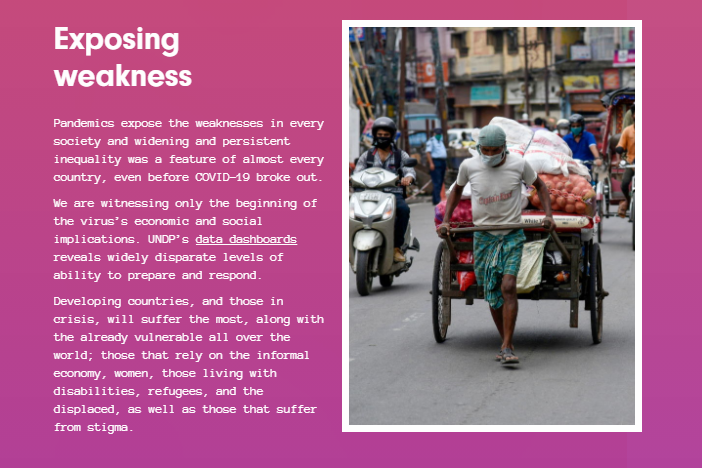 Exposing
weakness
Pandemics expose the weaknesses in every
society and widening and persistent
inequality was a feature of almost every
country, even before COVID-19 broke out.
We are witnessing only the beginning of
the virus's economic and social
implications. UNDP's data dashboards
reveals widely disparate levels of
ability to prepare and respond.
Developing countries, and those in
crisis, will suffer the most, along with
the already vulnerable all over the
world; those that rely on the informal
economy, women, those living with
disabilities, refugees, and the
displaced, as well as those that suffer
from stigma.